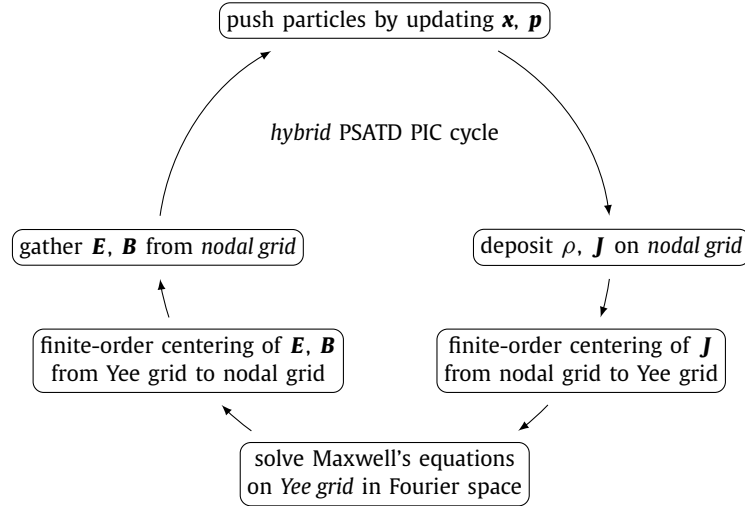 push particles by updating x, p
hybrid PSATD PIC cycle
gather E, B from nodal grid
deposit ρ, J on nodal grid
finite-order centering of E, B
from Yee grid to nodal grid
finite-order centering of J
from nodal grid to Yee grid
solve Maxwell's equations
on Yee grid in Fourier space